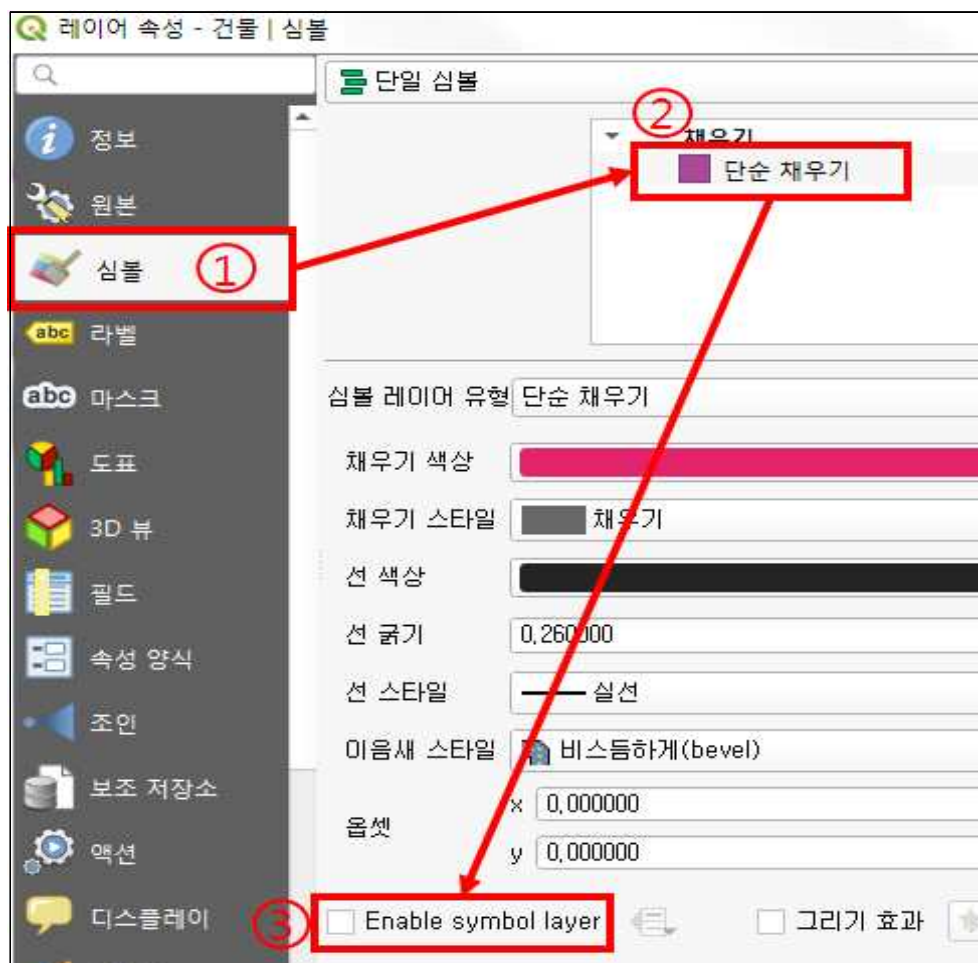 레이어 속성 - 건물 | 심볼
단일 심볼
정보
원본
심볼
라벨
마스크
도표
3D 뷰
필드
속성 양식
조인
보조 저장소
액션
디스플레이
①
②
채우기
단순 채우기
심볼 레이어 유형 단순 채우기
채우기 색상
채우기 스타일 채우기
선 색상
선 굵기 0,260000
선 스타일 실선
이음새 스타일 비스듬하게(bevel)
옵셋
x 0,000000
y 0,000000
③ Enable symbol layer 그리기 효과
abc
abc